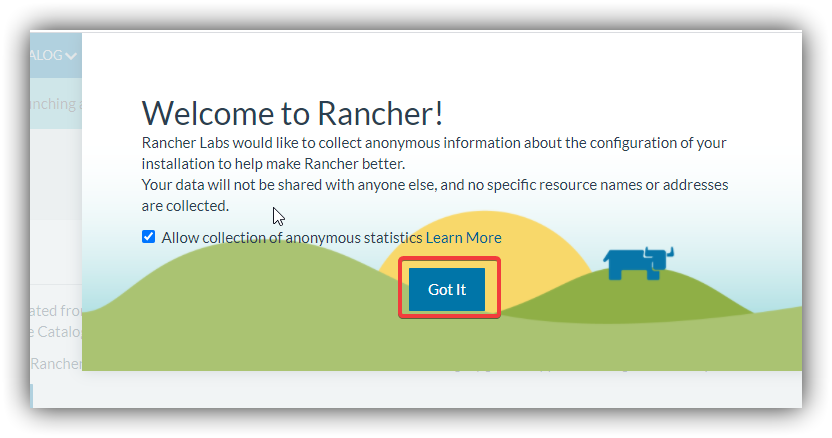 ALOG
nching a
Welcome to Rancher!
Rancher Labs would like to collect anonymous information about the configuration of your
installation to help make Rancher better.
Your data will not be shared with anyone else, and no specific resource names or addresses
are collected.
Allow collection of anonymous statistics Learn More
Got It
ated from
e Catalog
Rancher